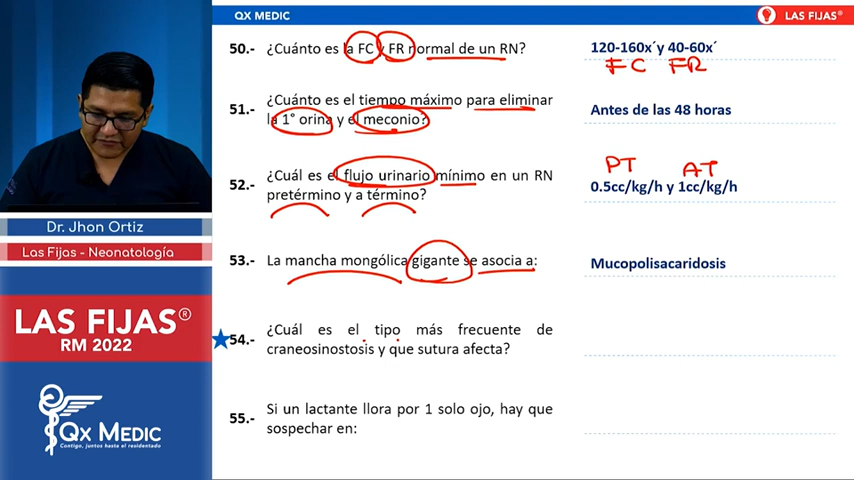 QX MEDIC
LAS FIJAS®
50.- ¿Cuánto es la FC y FR normal de un RN?
120-160x´y 40-60x´
FC FR
51.- ¿Cuánto es el tiempo máximo para eliminar
la 1° orina y el meconio?
Antes de las 48 horas
PT AT
52.- ¿Cuál es el flujo urinario mínimo en un RN
pretérmino y a término?
0.5cc/kg/h y 1cc/kg/h
53.- La mancha mongólica gigante se asocia a:
Mucopolisacaridosis
54.- ¿Cuál es el tipo más frecuente de
craneosinostosis y que sutura afecta?
55.- Si un lactante llora por 1 solo ojo, hay que
sospechar en:
Dr. Jhon Ortiz
Las Fijas - Neonatología
LAS FIJAS®
RM 2022
QX MEDIC
Contigo, juntos hasta el residentado